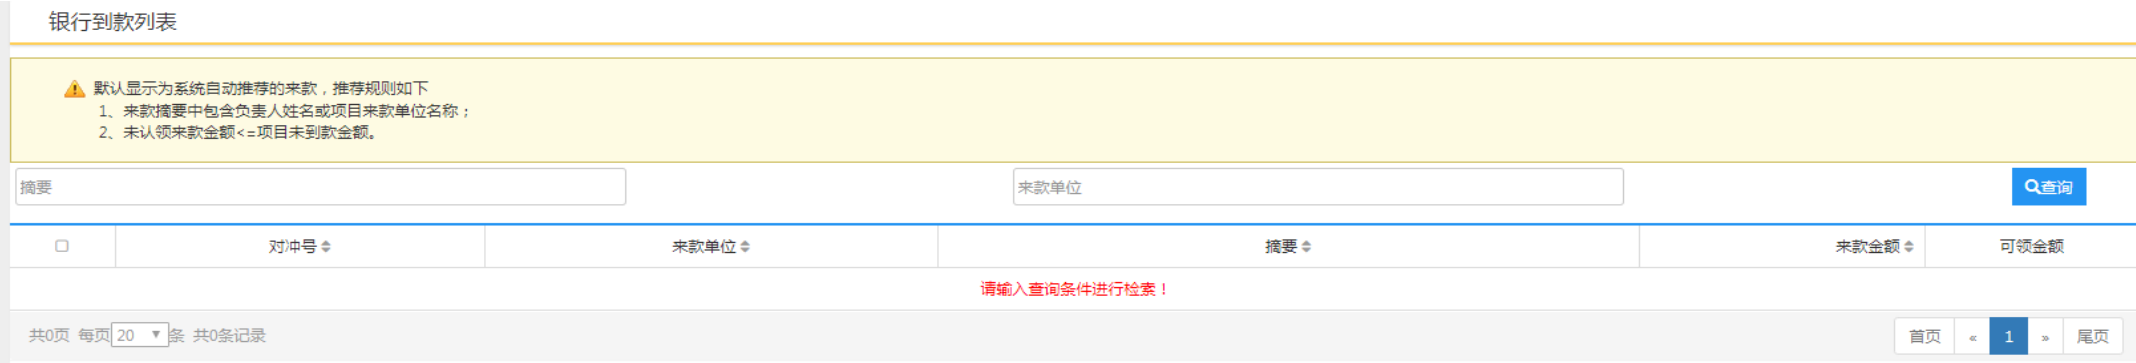 银行到款列表
默认显示为系统自动推荐的来款，推荐规则如下
1、来款摘要中包含负责人姓名或项目来款单位名称；
2、未认领来款金额<=项目未到款金额。
摘要 来款单位 查询
对冲号 来款单位 摘要 来款金额 可领金额
请输入查询条件进行检索！
共0页 每页 20 条 共0条记录 首页 « 1 » 尾页